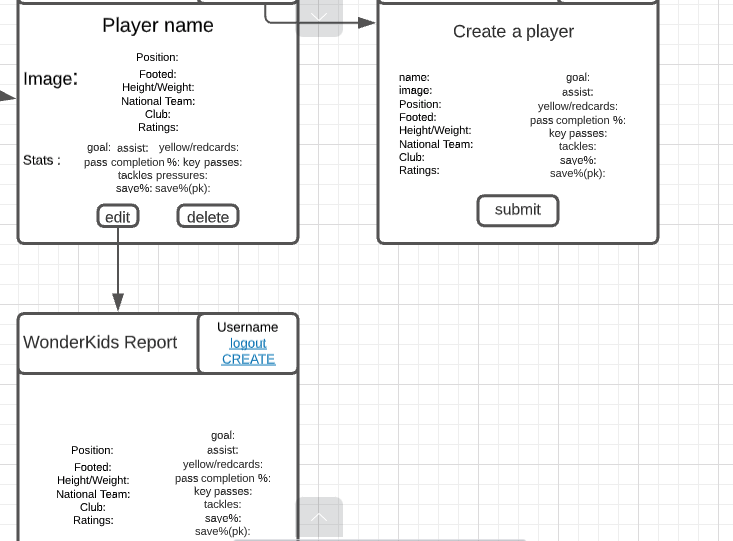 Player name
Position:
Image:
Footed:
Height/Weight:
National Team:
Club:
Ratings:
Stats :
goal: assist: yellow/redcards:
pass completion %: key passes:
tackles pressures:
save%: save%(pk):
edit
delete
Create a player
name:
image:
Position:
Footed:
Height/Weight:
National Team:
Club:
Ratings:
goal:
assist:
yellow/redcards:
pass completion %:
key passes:
tackles:
save%:
save%(pk):
submit
WonderKids Report
Username
logout
CREATE
Position:
Footed:
Height/Weight:
National Team:
Club:
Ratings:
goal:
assist:
yellow/redcards:
pass completion %:
key passes:
tackles:
save%:
save%(pk):